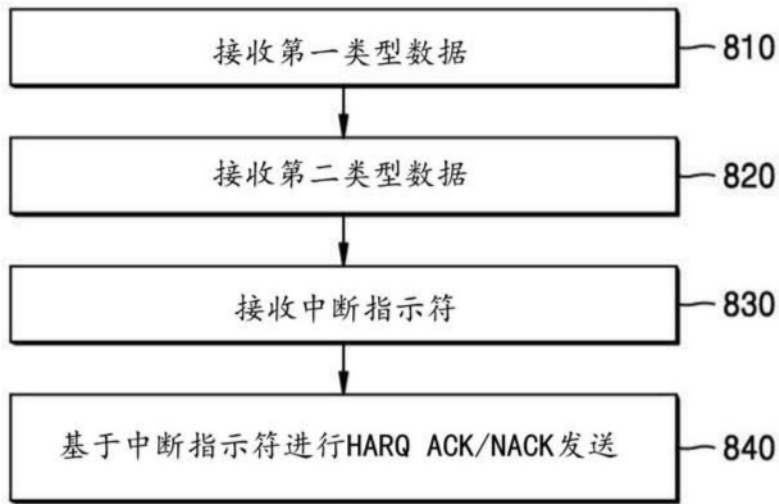 接收第一类型数据 810
接收第二类型数据 820
接收中断指示符 830
基于中断指示符进行HARQ ACK/NACK发送 840